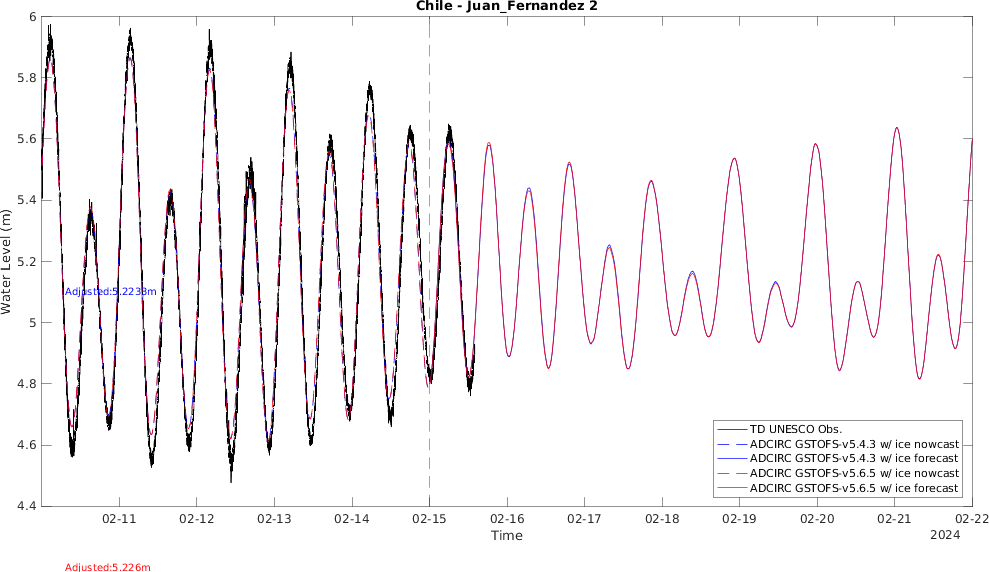 Chile - Juan_Fernandez 2
6
5.8
5.6
5.4
5.2
5
4.8
4.6
4.4
Water Level (m)
Adjusted:5.2233m
TD UNESCO Obs.
ADCIRC GSTOFS-v5.4.3 w/ ice nowcast
ADCIRC GSTOFS-v5.4.3 w/ ice forecast
ADCIRC GSTOFS-v5.6.5 w/ ice nowcast
ADCIRC GSTOFS-v5.6.5 w/ ice forecast
02-11 02-12 02-13 02-14 02-15 02-16 02-17 02-18 02-19 02-20 02-21 02-22
Time
2024
Adjusted:5.226m